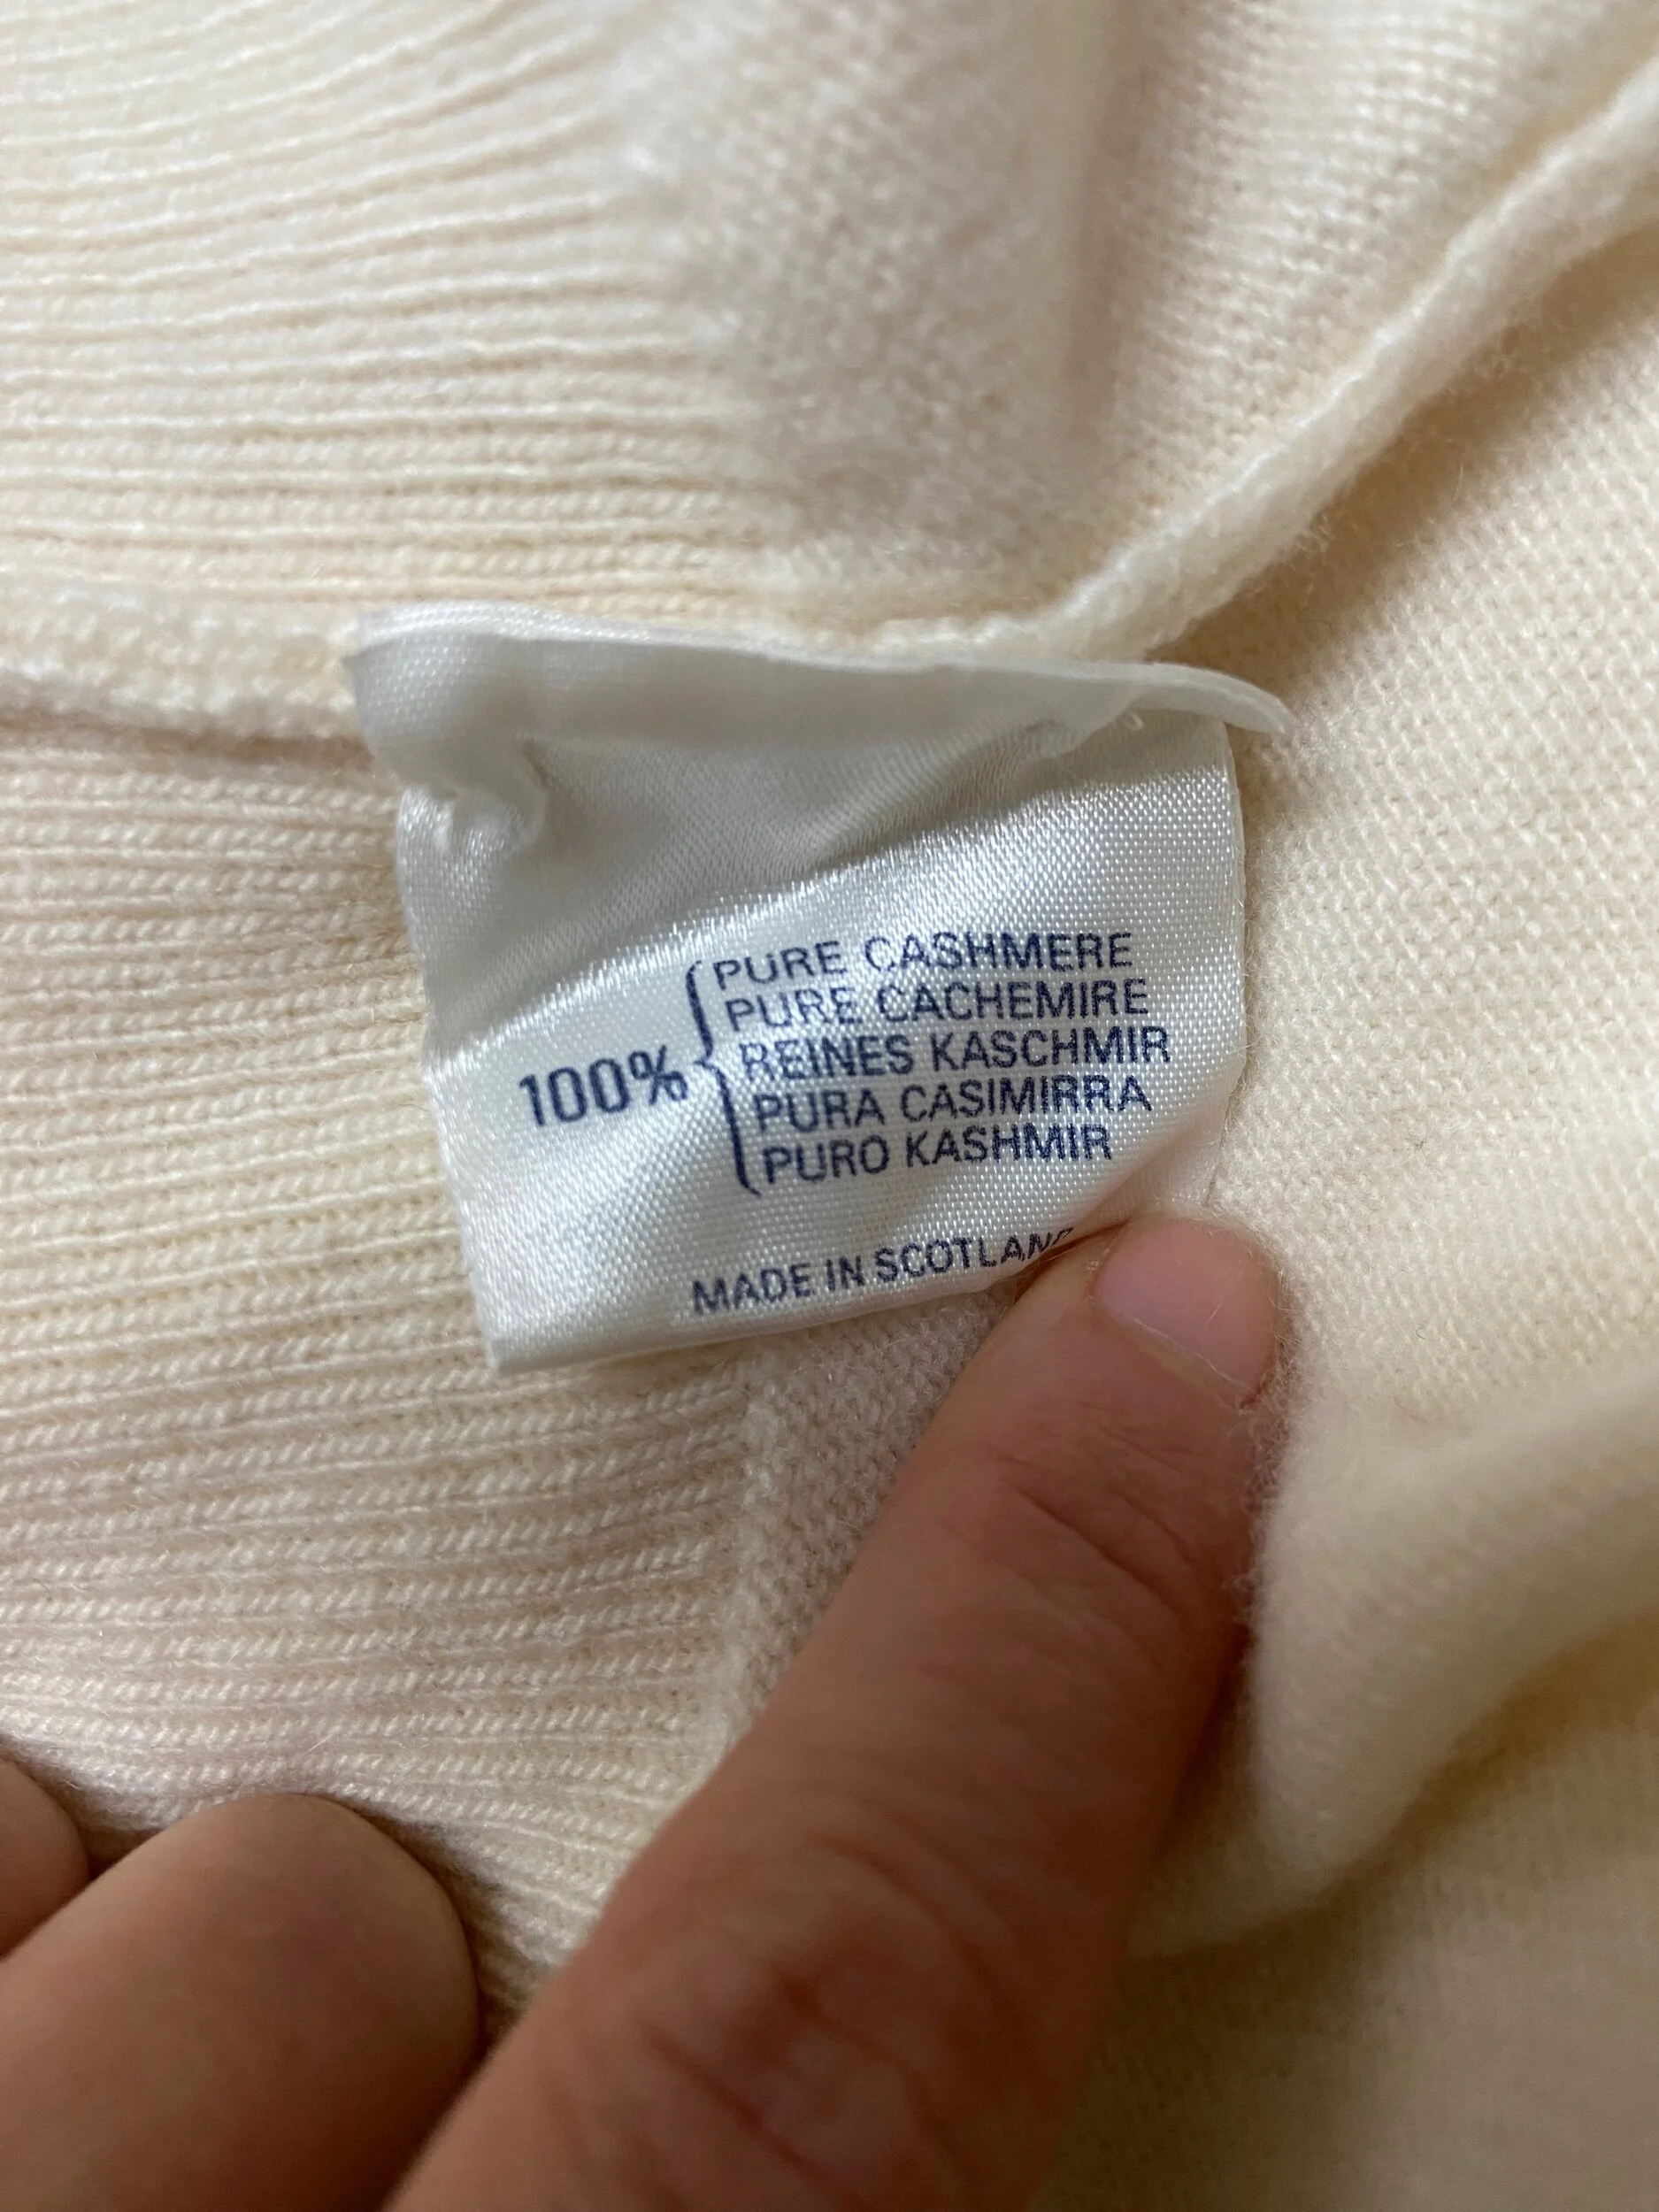 100%
PURE CASHMERE
PURE CACHEMIRE
REINES KASCHMIR
PURA CASIMIRRA
PURO KASHMIR
MADE IN SCOTLAND